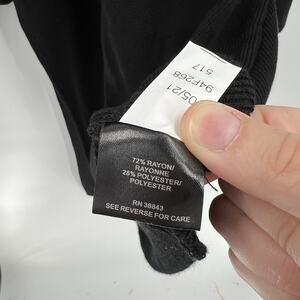 05/21
94F268
517
72% RAYON/
RAYONNE
28% POLYESTER/
POLYESTER
RN 38843
SEE REVERSE FOR CARE